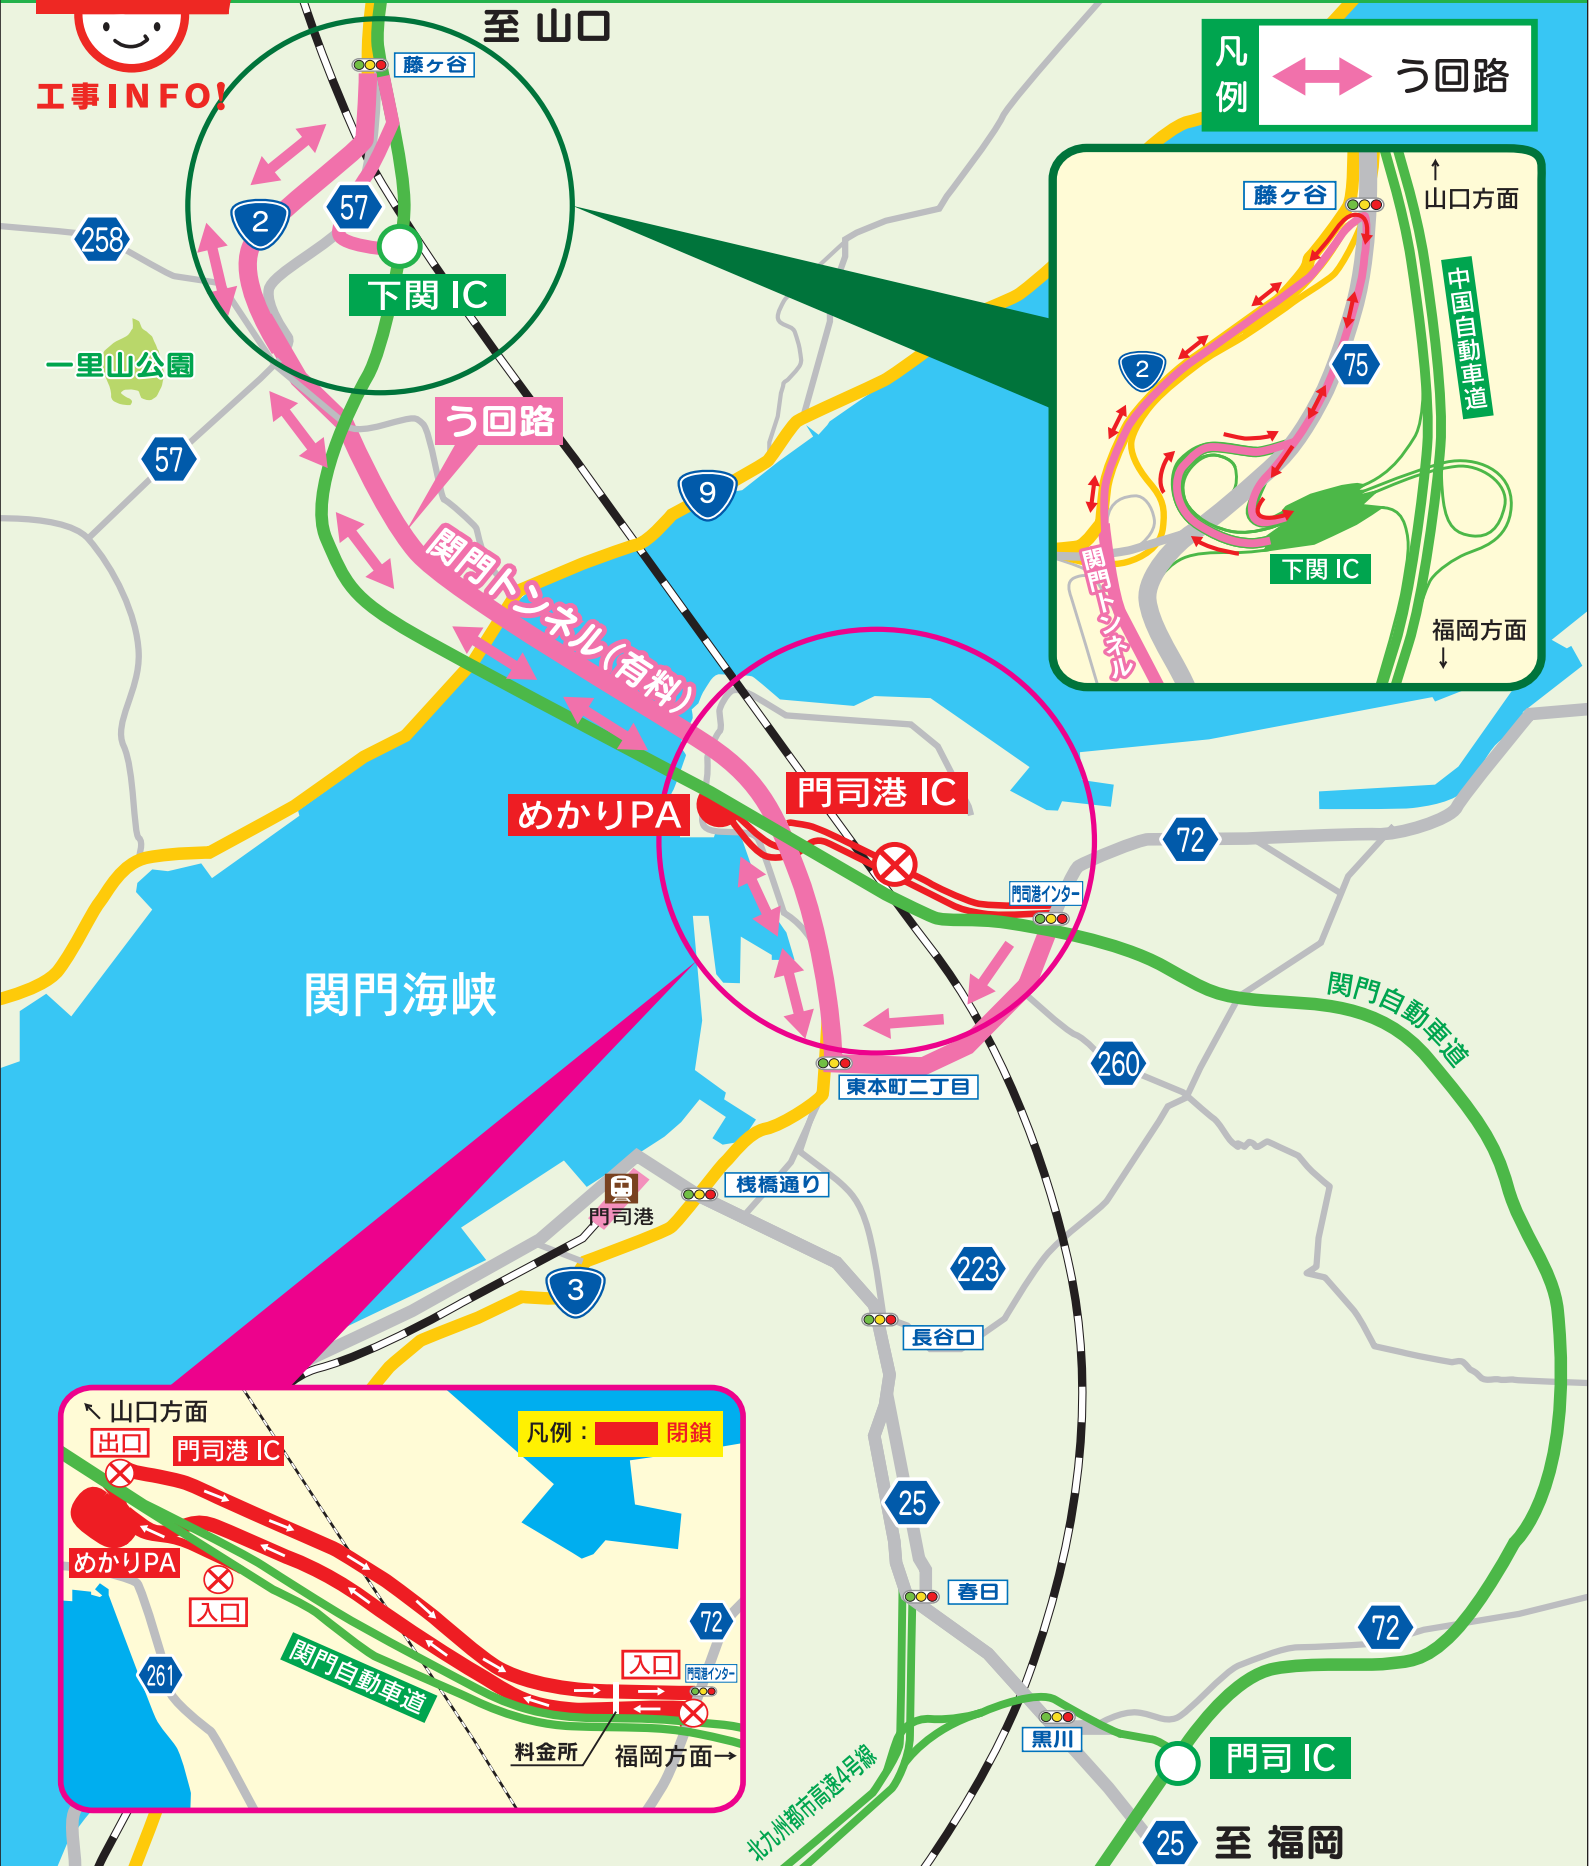 至 山口
工事INFO!
藤ヶ谷
凡例
う回路
2
57
258
下関 IC
一里山公園
57
う回路
9
関門トンネル(有料)
藤ヶ谷
↑
山口方面
中国自動車道
2
75
下関 IC
関門トンネル
福岡方面
↓
めかりPA
門司港 IC
門司港インター
72
関門海峡
関門自動車道
260
東本町二丁目
桟橋通り
門司港
3
223
長谷口
25
春日
72
黒川
門司 IC
北九州都市高速4号線
25
至 福岡
↖山口方面
出口
門司港 IC
凡例：
閉鎖
めかりPA
入口
261
関門自動車道
入口
72
門司港インター
料金所
福岡方面→